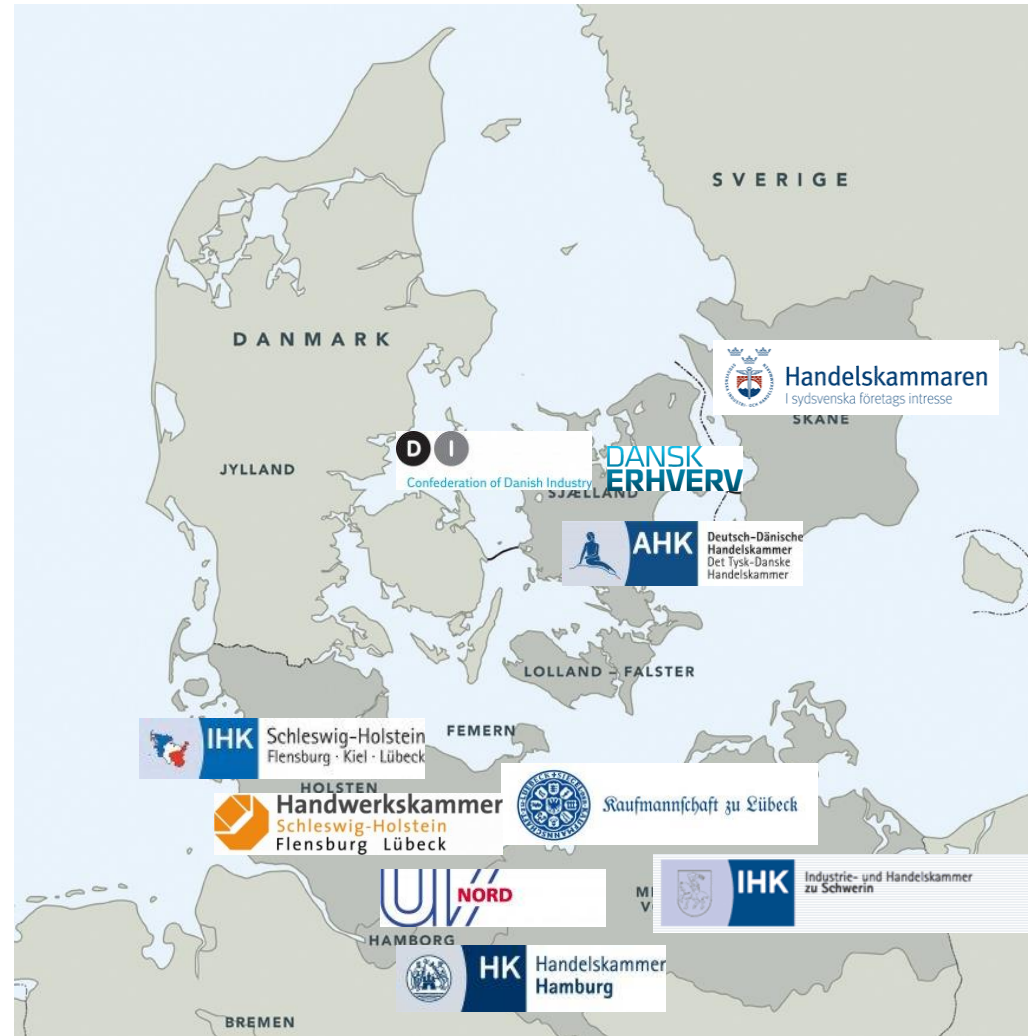 SVERIGE
DANMARK
Handelskammaren
I sydsvenska företags intresse
SKÅNE
D I
Confederation of Danish Industry
DANSK
ERHVERV
JYLLAND
SJÆLLAND
AHK
Deutsch-Dänische
Handelskammer
Det Tysk-Danske
Handelskammer
LOLLAND – FALSTER
FEMERN
IHK
Schleswig-Holstein
Flensburg · Kiel · Lübeck
HOLSTEN
Handwerkskammer
Schleswig-Holstein
Flensburg Lübeck
Kaufmannschaft zu Lübeck
IHK
Industrie- und Handelskammer
zu Schwerin
UV NORD
HAMBORG
HK
Handelskammer
Hamburg
BREMEN